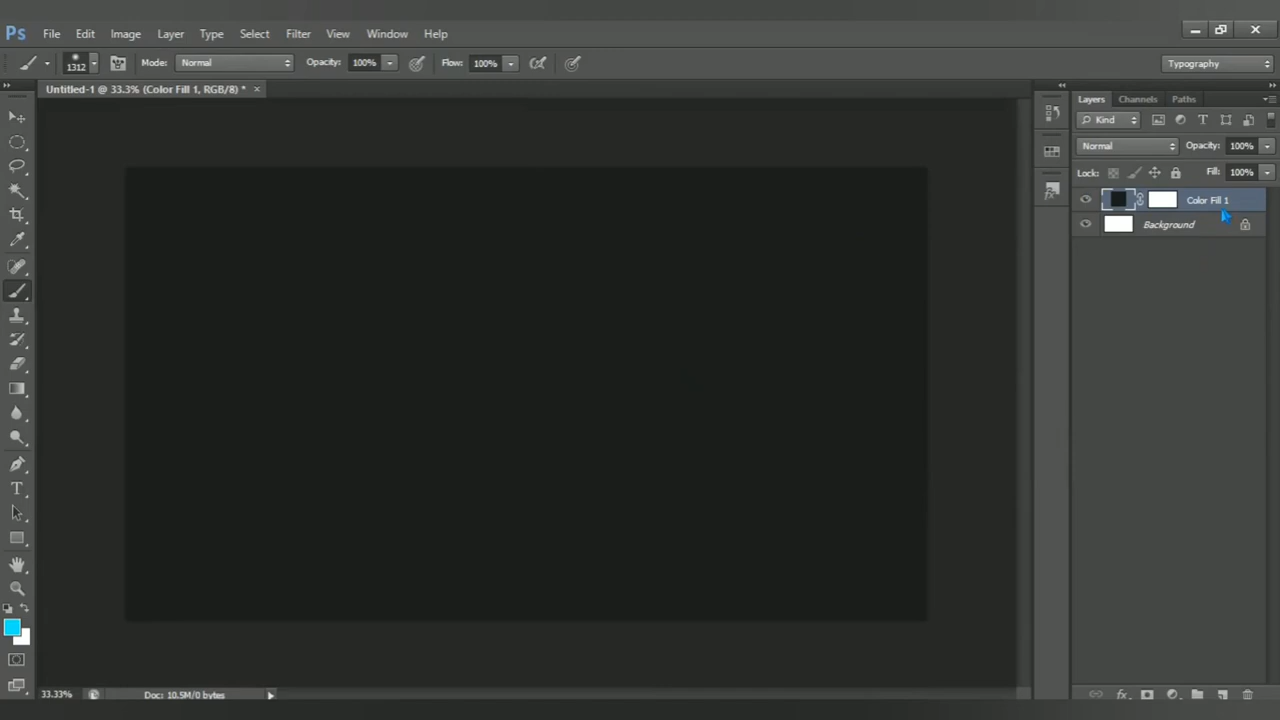 Ps File Edit Image Layer Type Select Filter View Window Help
1312 Mode: Normal Opacity: 100% Flow: 100% Typography
Untitled-1 @ 33.3% (Color Fill 1, RGB/8) * ×
Layers Channels Paths
Kind
Normal Opacity: 100%
Lock: Fill: 100%
Color Fill 1
Background
T
33.33% Doc: 10.5M/0 bytes fx